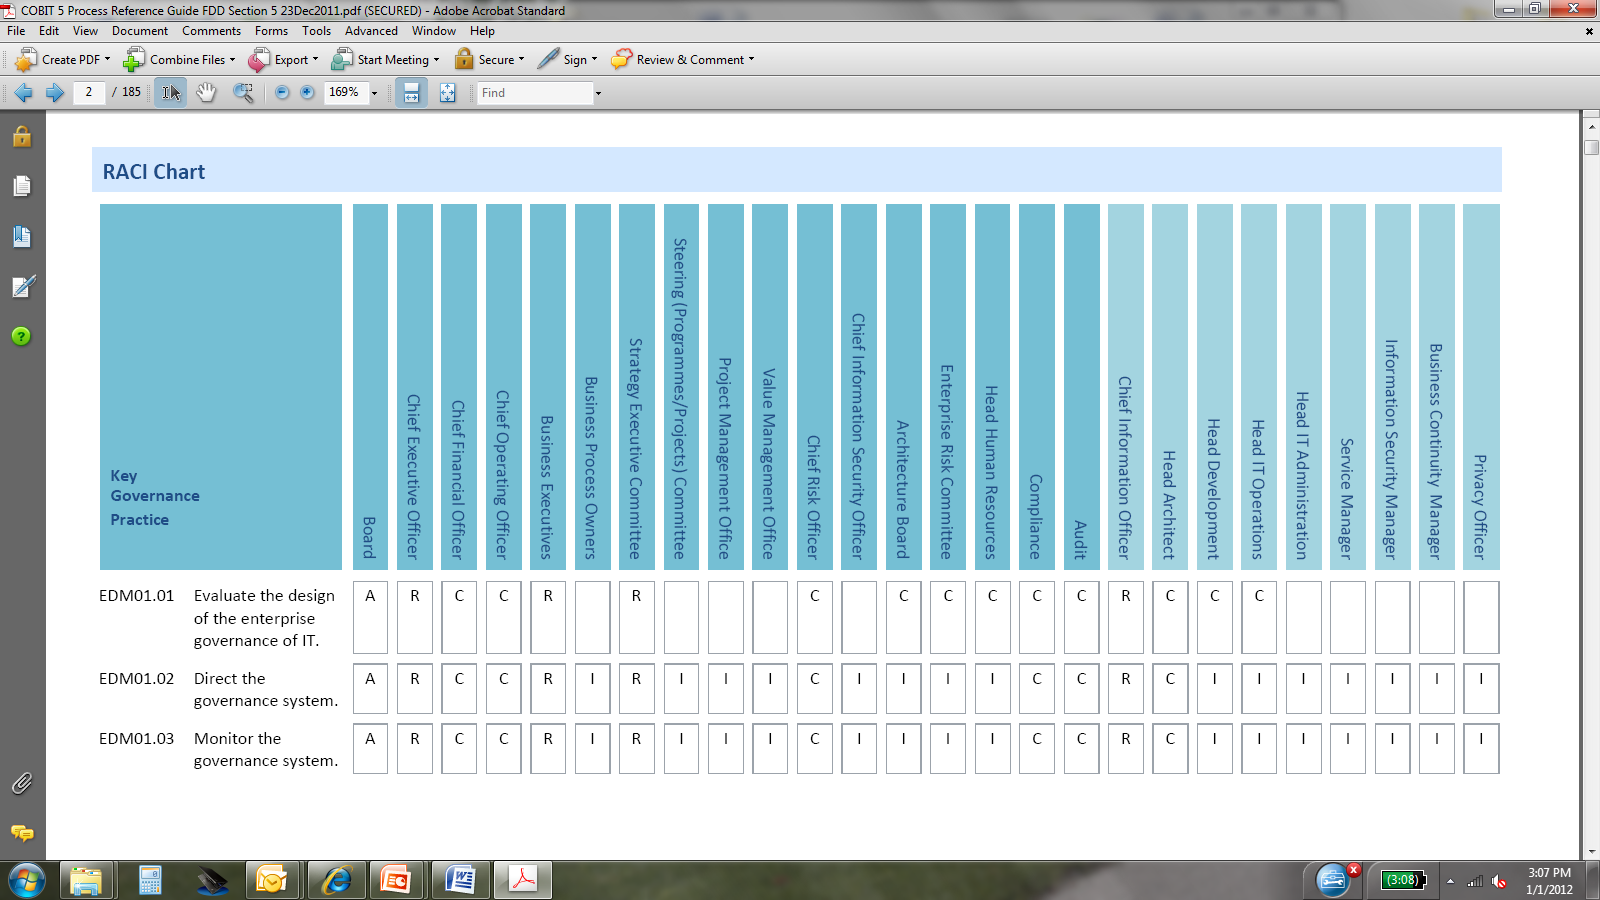 COBIT 5 Process Reference Guide FDD Section 5 23Dec2011.pdf (SECURED) - Adobe Acrobat Standard
File Edit View Document Comments Forms Tools Advanced Window Help
Create PDF Combine Files Export Start Meeting Secure Sign Review & Comment
2 / 185 169% Find
RACI Chart
Key
Governance
Practice
Board
Chief Executive Officer
Chief Financial Officer
Chief Operating Officer
Business Executives
Business Process Owners
Strategy Executive Committee
Steering (Programmes/Projects) Committee
Project Management Office
Value Management Office
Chief Risk Officer
Chief Information Security Officer
Architecture Board
Enterprise Risk Committee
Head Human Resources
Compliance
Audit
Chief Information Officer
Head Architect
Head Development
Head IT Operations
Head IT Administration
Service Manager
Information Security Manager
Business Continuity Manager
Privacy Officer
EDM01.01 Evaluate the design A R C C R R C C C C C C R C C C
of the enterprise
governance of IT.
EDM01.02 Direct the A R C C R I R I I I C I I I I C C R C I I I I I I I
governance system.
EDM01.03 Monitor the A R C C R I R I I I C I I I I C C R C I I I I I I I
governance system.
(3:08) 3:07 PM
1/1/2012